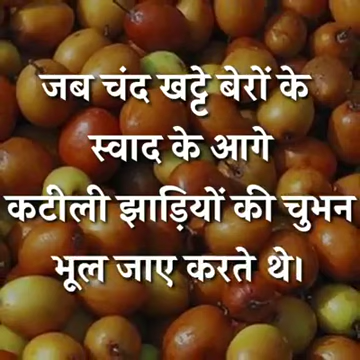 जब चंद खट्टे बेरों के
स्वाद के आगे
कटीली झाड़ियों की चुभन
भूल जाए करते थे।